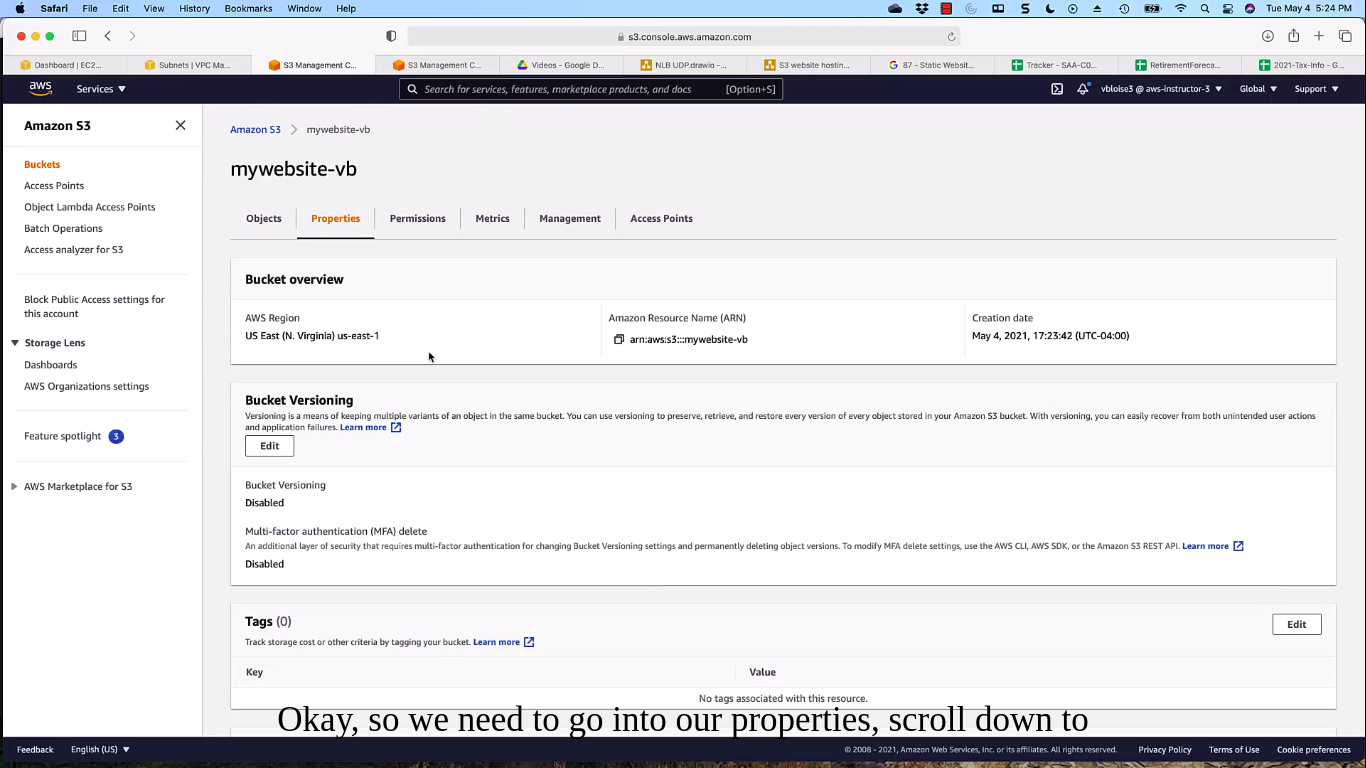 Safari File Edit View History Bookmarks Window Help Tue May 4 5:24 PM
s3.console.aws.amazon.com
Dashboard | EC2... Subnets | VPC Ma... S3 Management C... S3 Management C... Videos - Google D... NLB UDP.drawio -... S3 website hostin... 87 - Static Websit... Tracker - SAA-C0... RetirementForeca... 2021-Tax-Info - G...
aws Services Search for services, features, marketplace products, and docs [Option+S] vbloise3 @ aws-instructor-3 Global Support
Amazon S3
Buckets
Access Points
Object Lambda Access Points
Batch Operations
Access analyzer for S3
Block Public Access settings for
this account
Storage Lens
Dashboards
AWS Organizations settings
Feature spotlight 3
AWS Marketplace for S3
Amazon S3 > mywebsite-vb
mywebsite-vb
Objects Properties Permissions Metrics Management Access Points
Bucket overview
AWS Region Amazon Resource Name (ARN) Creation date
US East (N. Virginia) us-east-1 arn:aws:s3:::mywebsite-vb May 4, 2021, 17:23:42 (UTC-04:00)
Bucket Versioning
Versioning is a means of keeping multiple variants of an object in the same bucket. You can use versioning to preserve, retrieve, and restore every version of every object stored in your Amazon S3 bucket. With versioning, you can easily recover from both unintended user actions
and application failures. Learn more
Edit
Bucket Versioning
Disabled
Multi-factor authentication (MFA) delete
An additional layer of security that requires multi-factor authentication for changing Bucket Versioning settings and permanently deleting object versions. To modify MFA delete settings, use the AWS CLI, AWS SDK, or the Amazon S3 REST API. Learn more
Disabled
Tags (0) Edit
Track storage cost or other criteria by tagging your bucket. Learn more
Key Value
No tags associated with this resource.
Okay, so we need to go into our properties, scroll down to
Feedback English (US) © 2008 - 2021, Amazon Web Services, Inc. or its affiliates. All rights reserved. Privacy Policy Terms of Use Cookie preferences